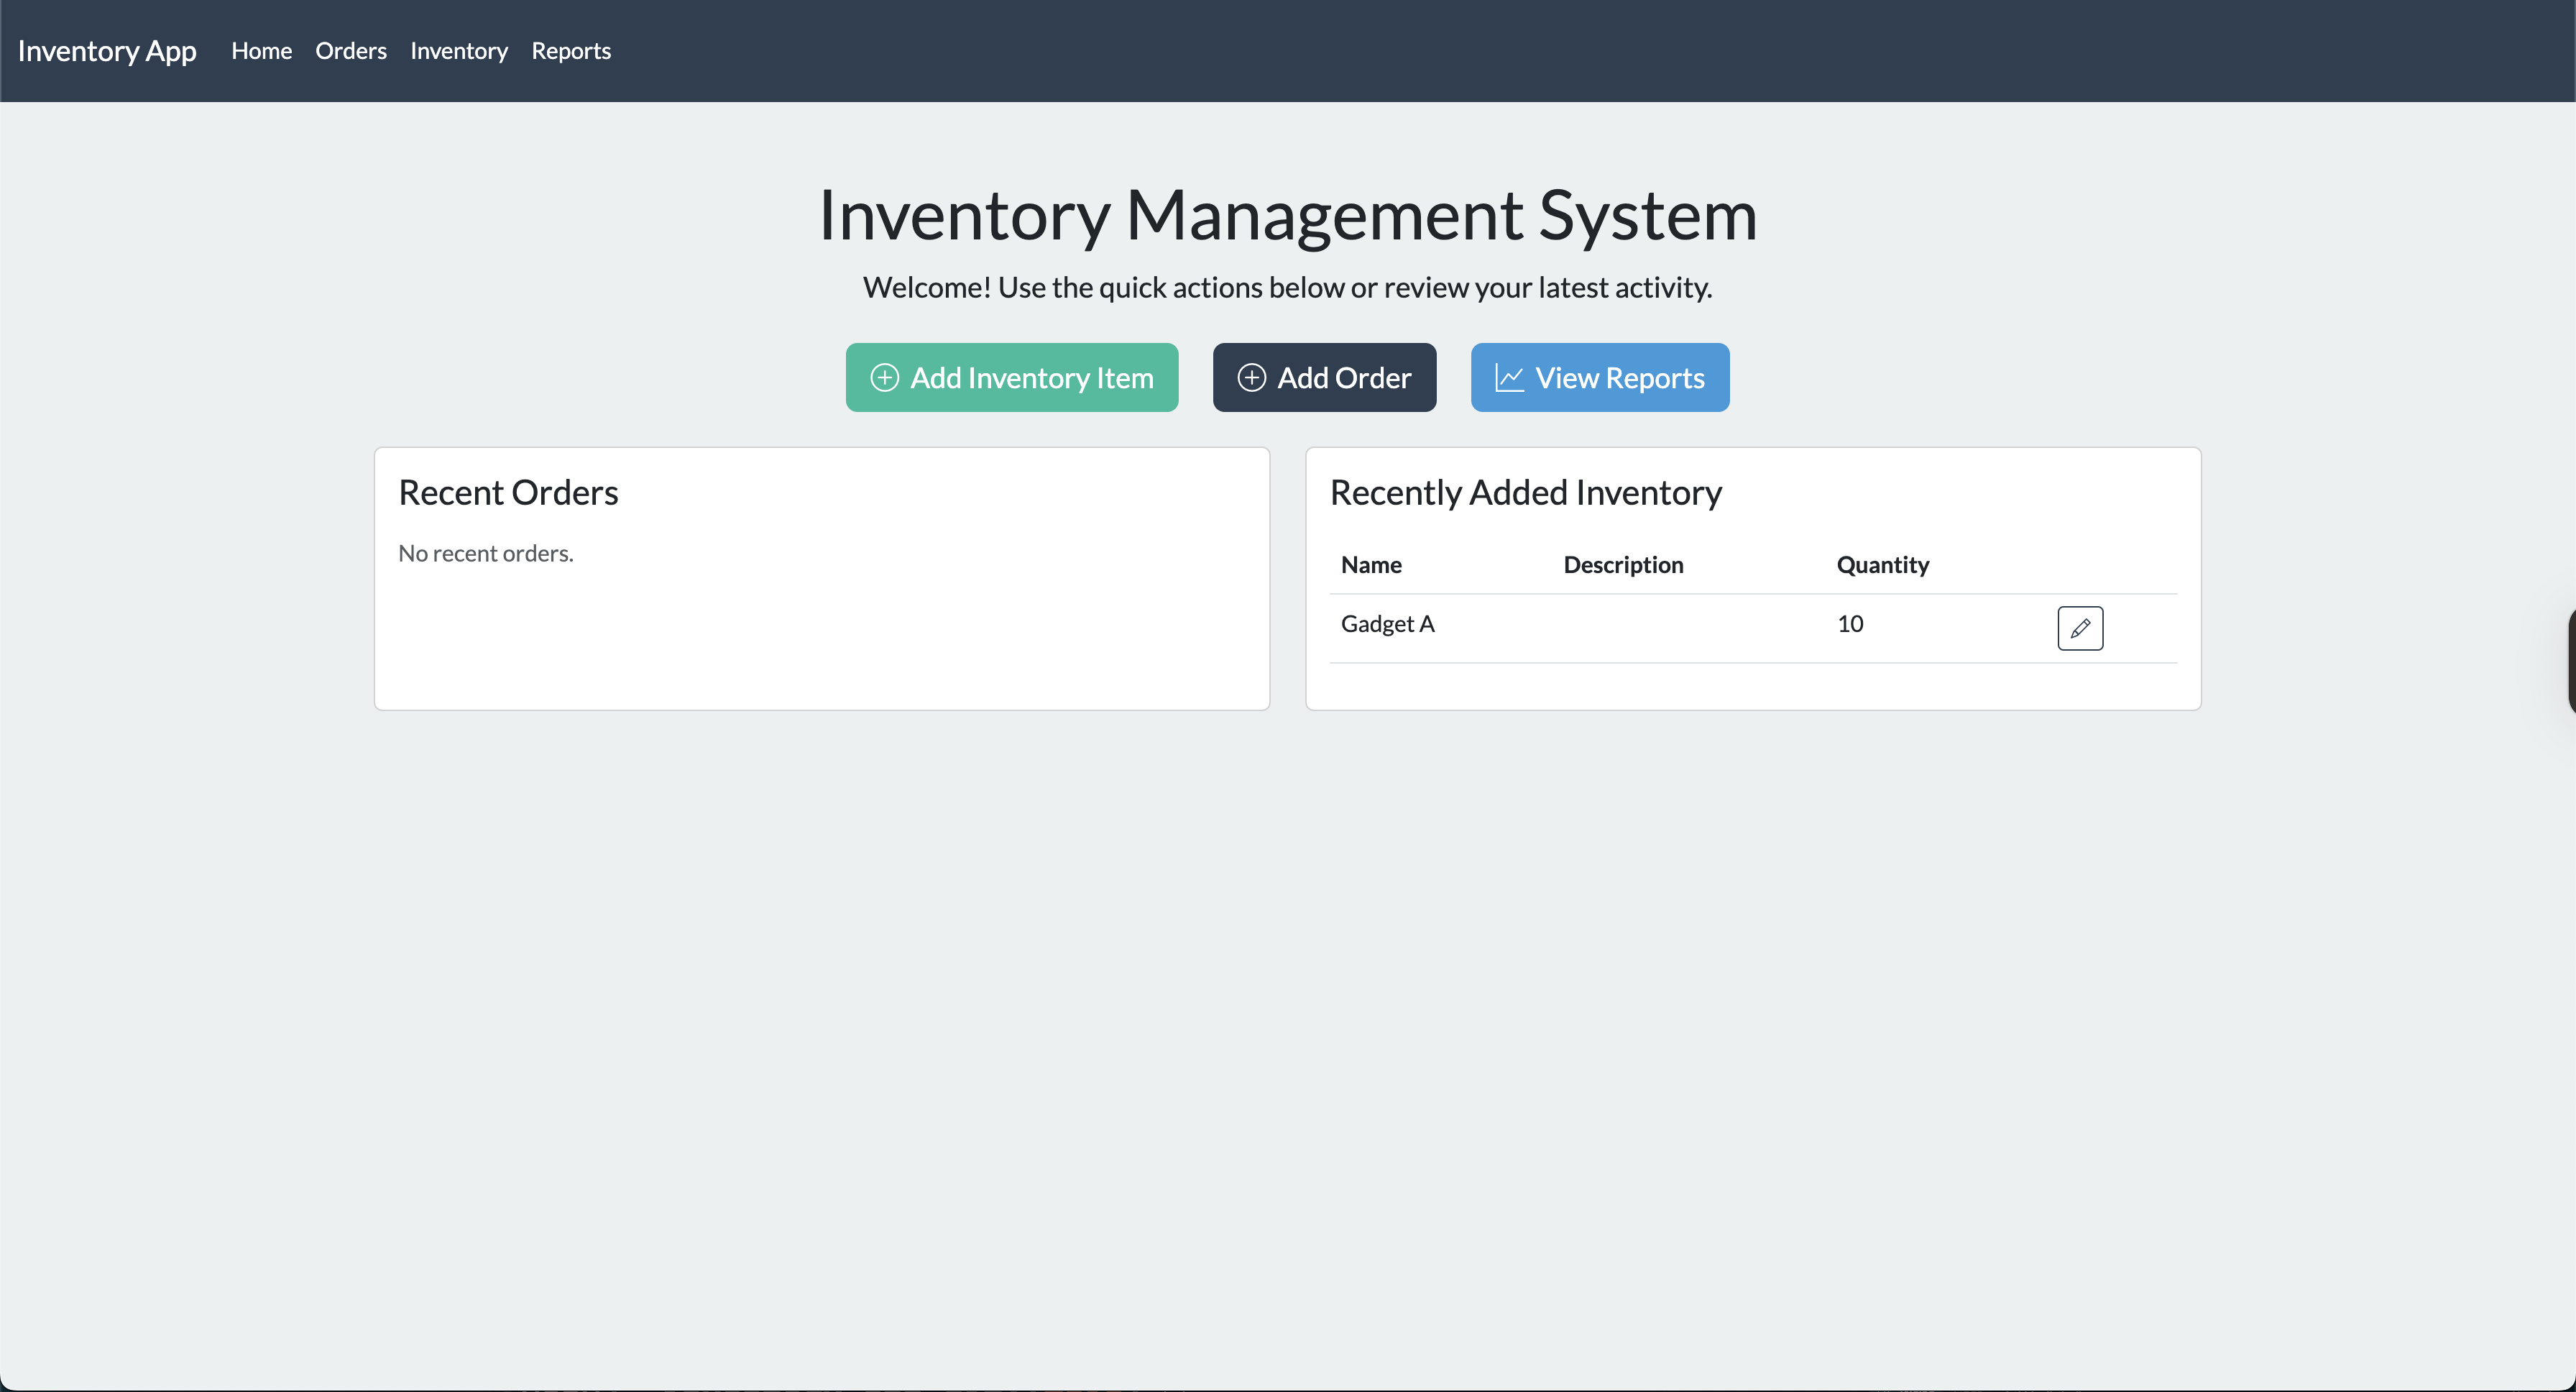 Inventory App Home Orders Inventory Reports
Inventory Management System
Welcome! Use the quick actions below or review your latest activity.
Add Inventory Item Add Order View Reports
Recent Orders
No recent orders.
Recently Added Inventory
Name Description Quantity
Gadget A 10